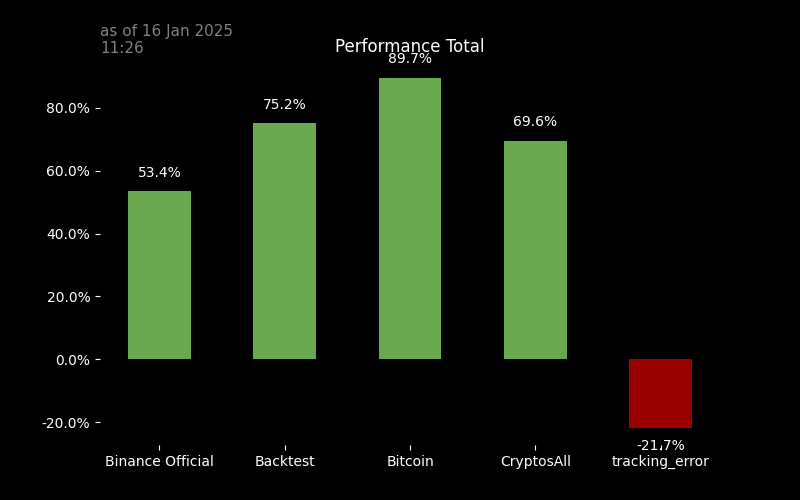 as of 16 Jan 2025
11:26
Performance Total
89.7%
80.0%
75.2%
69.6%
60.0%
53.4%
40.0%
20.0%
0.0%
-20.0%
-21.7%
Binance Official
Backtest
Bitcoin
CryptosAll
tracking_error